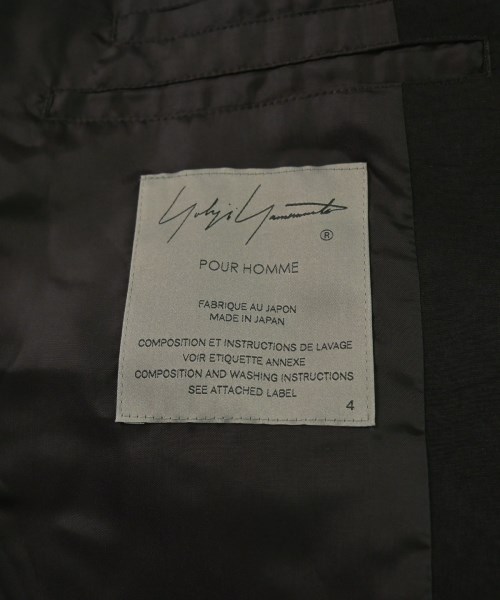 Yohji Yamamoto
®
POUR HOMME
FABRIQUE AU JAPON
MADE IN JAPAN
COMPOSITION ET INSTRUCTIONS DE LAVAGE
VOIR ETIQUETTE ANNEXE
COMPOSITION AND WASHING INSTRUCTIONS
SEE ATTACHED LABEL
4